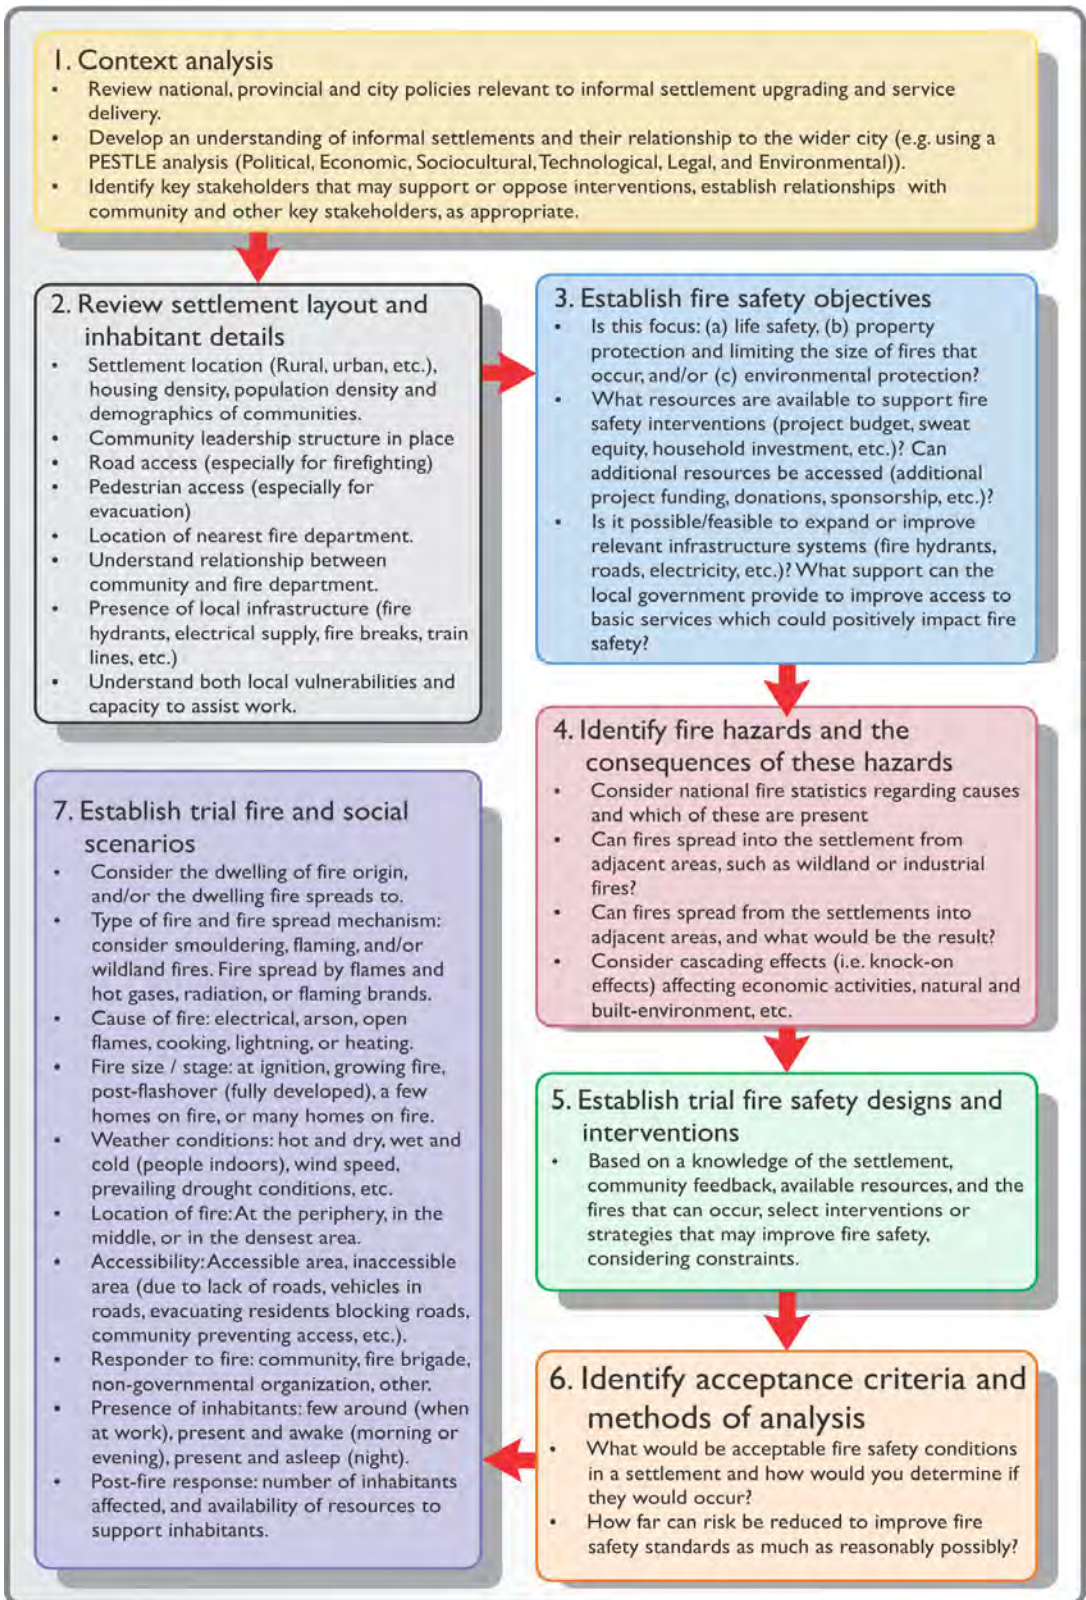 1. Context analysis
• Review national, provincial and city policies relevant to informal settlement upgrading and service
delivery.
• Develop an understanding of informal settlements and their relationship to the wider city (e.g. using a
PESTLE analysis (Political, Economic, Sociocultural, Technological, Legal, and Environmental)).
• Identify key stakeholders that may support or oppose interventions, establish relationships with
community and other key stakeholders, as appropriate.
2. Review settlement layout and
inhabitant details
• Settlement location (Rural, urban, etc.),
housing density, population density and
demographics of communities.
• Community leadership structure in place
• Road access (especially for firefighting)
• Pedestrian access (especially for
evacuation)
• Location of nearest fire department.
• Understand relationship between
community and fire department.
• Presence of local infrastructure (fire
hydrants, electrical supply, fire breaks, train
lines, etc.)
• Understand both local vulnerabilities and
capacity to assist work.
3. Establish fire safety objectives
• Is this focus: (a) life safety, (b) property
protection and limiting the size of fires that
occur, and/or (c) environmental protection?
• What resources are available to support fire
safety interventions (project budget, sweat
equity, household investment, etc.)? Can
additional resources be accessed (additional
project funding, donations, sponsorship, etc.)?
• Is it possible/feasible to expand or improve
relevant infrastructure systems (fire hydrants,
roads, electricity, etc.)? What support can the
local government provide to improve access to
basic services which could positively impact fire
safety?
4. Identify fire hazards and the
consequences of these hazards
• Consider national fire statistics regarding causes
and which of these are present
• Can fires spread into the settlement from
adjacent areas, such as wildland or industrial
fires?
• Can fires spread from the settlements into
adjacent areas, and what would be the result?
• Consider cascading effects (i.e. knock-on
effects) affecting economic activities, natural and
built-environment, etc.
5. Establish trial fire safety designs and
interventions
• Based on a knowledge of the settlement,
community feedback, available resources, and the
fires that can occur, select interventions or
strategies that may improve fire safety,
considering constraints.
6. Identify acceptance criteria and
methods of analysis
• What would be acceptable fire safety conditions
in a settlement and how would you determine if
they would occur?
• How far can risk be reduced to improve fire
safety standards as much as reasonably possibly?
7. Establish trial fire and social
scenarios
• Consider the dwelling of fire origin,
and/or the dwelling fire spreads to.
• Type of fire and fire spread mechanism:
consider smouldering, flaming, and/or
wildland fires. Fire spread by flames and
hot gases, radiation, or flaming brands.
• Cause of fire: electrical, arson, open
flames, cooking, lightning, or heating.
• Fire size / stage: at ignition, growing fire,
post-flashover (fully developed), a few
homes on fire, or many homes on fire.
• Weather conditions: hot and dry, wet and
cold (people indoors), wind speed,
prevailing drought conditions, etc.
• Location of fire: At the periphery, in the
middle, or in the densest area.
• Accessibility: Accessible area, inaccessible
area (due to lack of roads, vehicles in
roads, evacuating residents blocking roads,
community preventing access, etc.).
• Responder to fire: community, fire brigade,
non-governmental organization, other.
• Presence of inhabitants: few around (when
at work), present and awake (morning or
evening), present and asleep (night).
• Post-fire response: number of inhabitants
affected, and availability of resources to
support inhabitants.